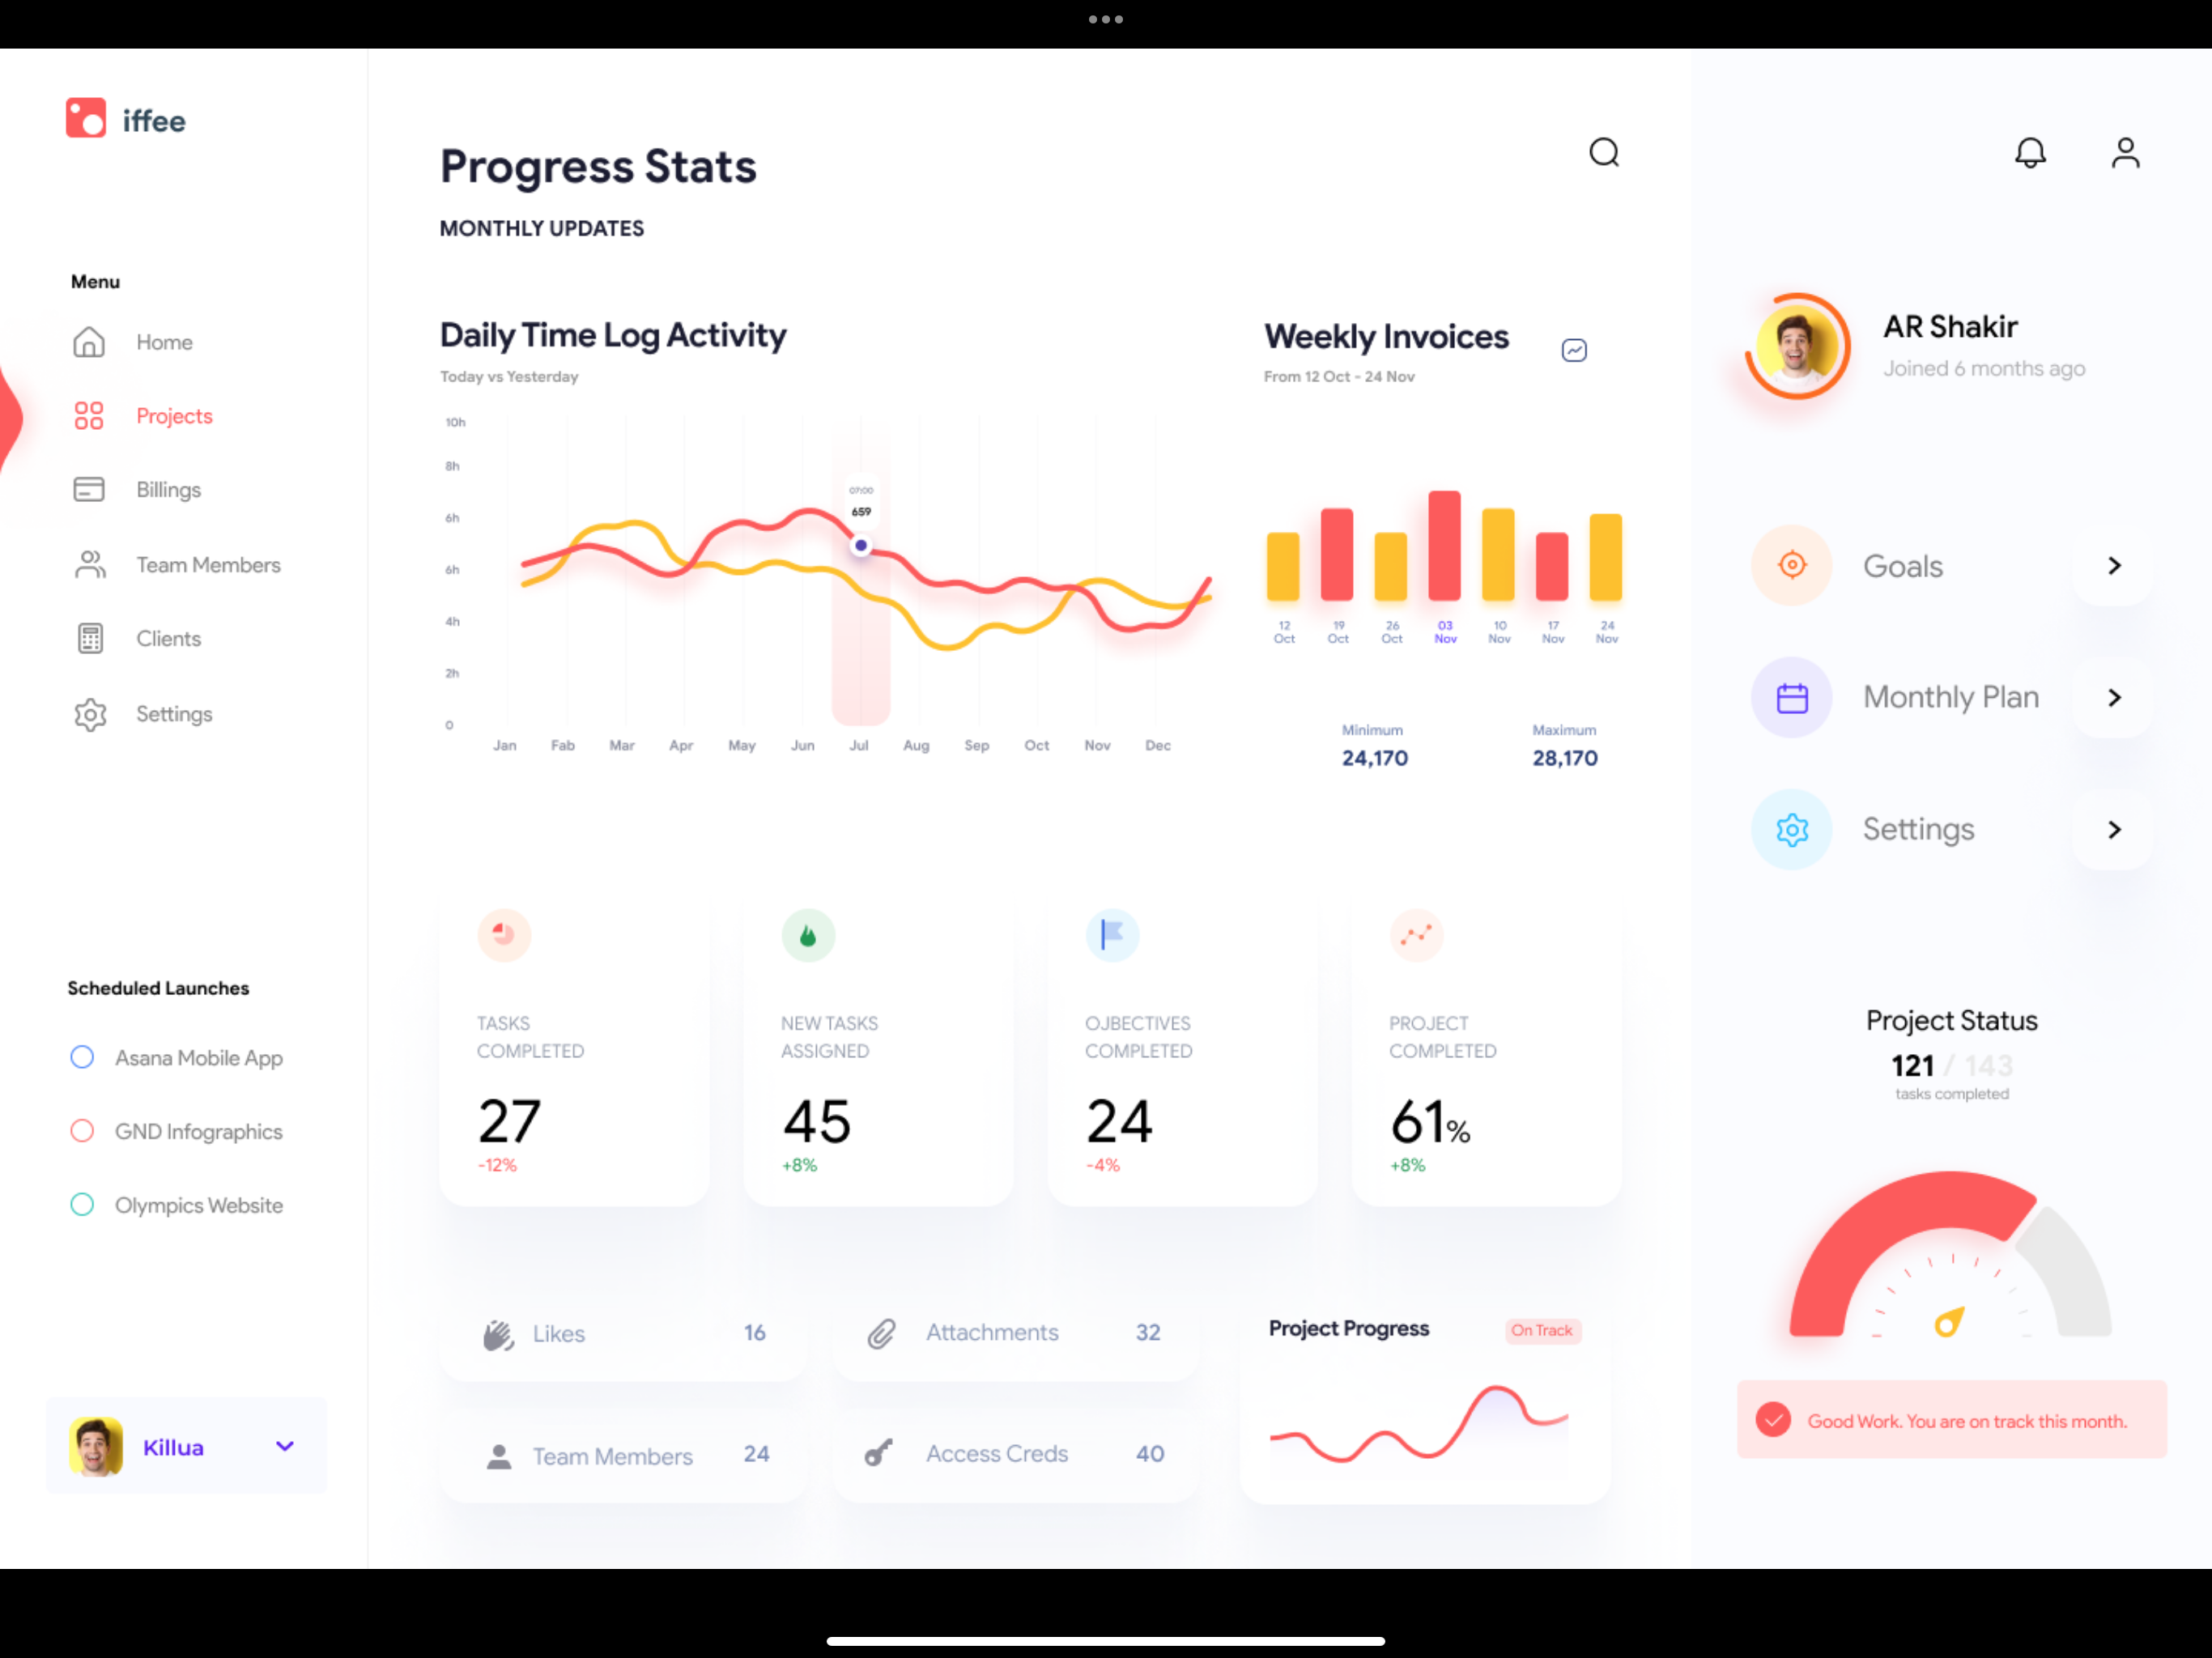 iffee
Menu
Home
Projects
Billings
Team Members
Clients
Settings
Scheduled Launches
Asana Mobile App
GND Infographics
Olympics Website
Killua
Progress Stats
MONTHLY UPDATES
Daily Time Log Activity
Today vs Yesterday
10h
8h
6h
6h
4h
2h
0
07:00
659
Jan Fab Mar Apr May Jun Jul Aug Sep Oct Nov Dec
Weekly Invoices
From 12 Oct - 24 Nov
12 19 26 03 10 17 24
Oct Oct Oct Nov Nov Nov Nov
Minimum Maximum
24,170 28,170
TASKS
COMPLETED
27
-12%
NEW TASKS
ASSIGNED
45
+8%
OJBECTIVES
COMPLETED
24
-4%
PROJECT
COMPLETED
61%
+8%
Likes 16
Attachments 32
Team Members 24
Access Creds 40
Project Progress On Track
AR Shakir
Joined 6 months ago
Goals
Monthly Plan
Settings
Project Status
121 / 143
tasks completed
Good Work. You are on track this month.